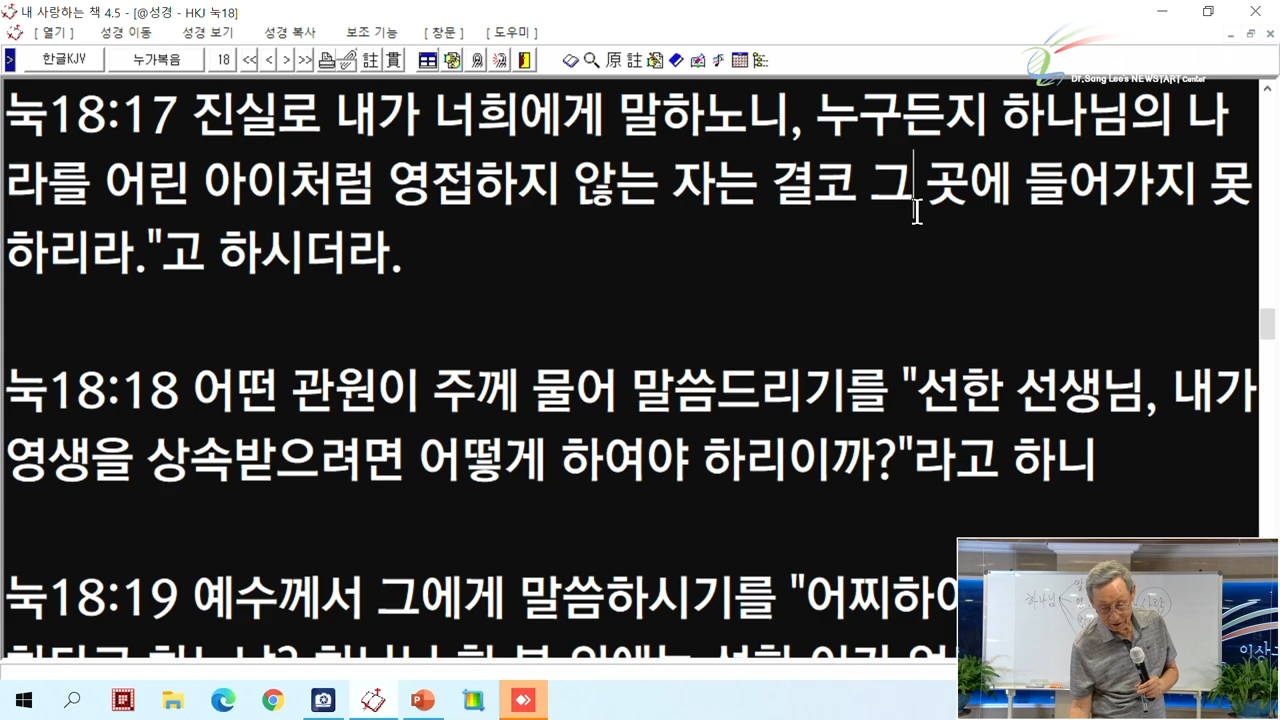 내 사랑하는 책 4.5 - [@성경 - HKJ 눅18]
[ 열기 ] 성경 이동 성경 보기 성경 복사 보조 기능 [ 창문 ] [ 도우미 ]
한글KJV 누가복음 18 << < > >> 註 貫 原 註
Dr.Sang Lee's NEWSTART Center
눅18:17 진실로 내가 너희에게 말하노니, 누구든지 하나님의 나
라를 어린 아이처럼 영접하지 않는 자는 결코 그 곳에 들어가지 못
하리라."고 하시더라.
눅18:18 어떤 관원이 주께 물어 말씀드리기를 "선한 선생님, 내가
영생을 상속받으려면 어떻게 하여야 하리이까?"라고 하니
눅18:19 예수께서 그에게 말씀하시기를 "어찌하여
하나님
사랑
이상구